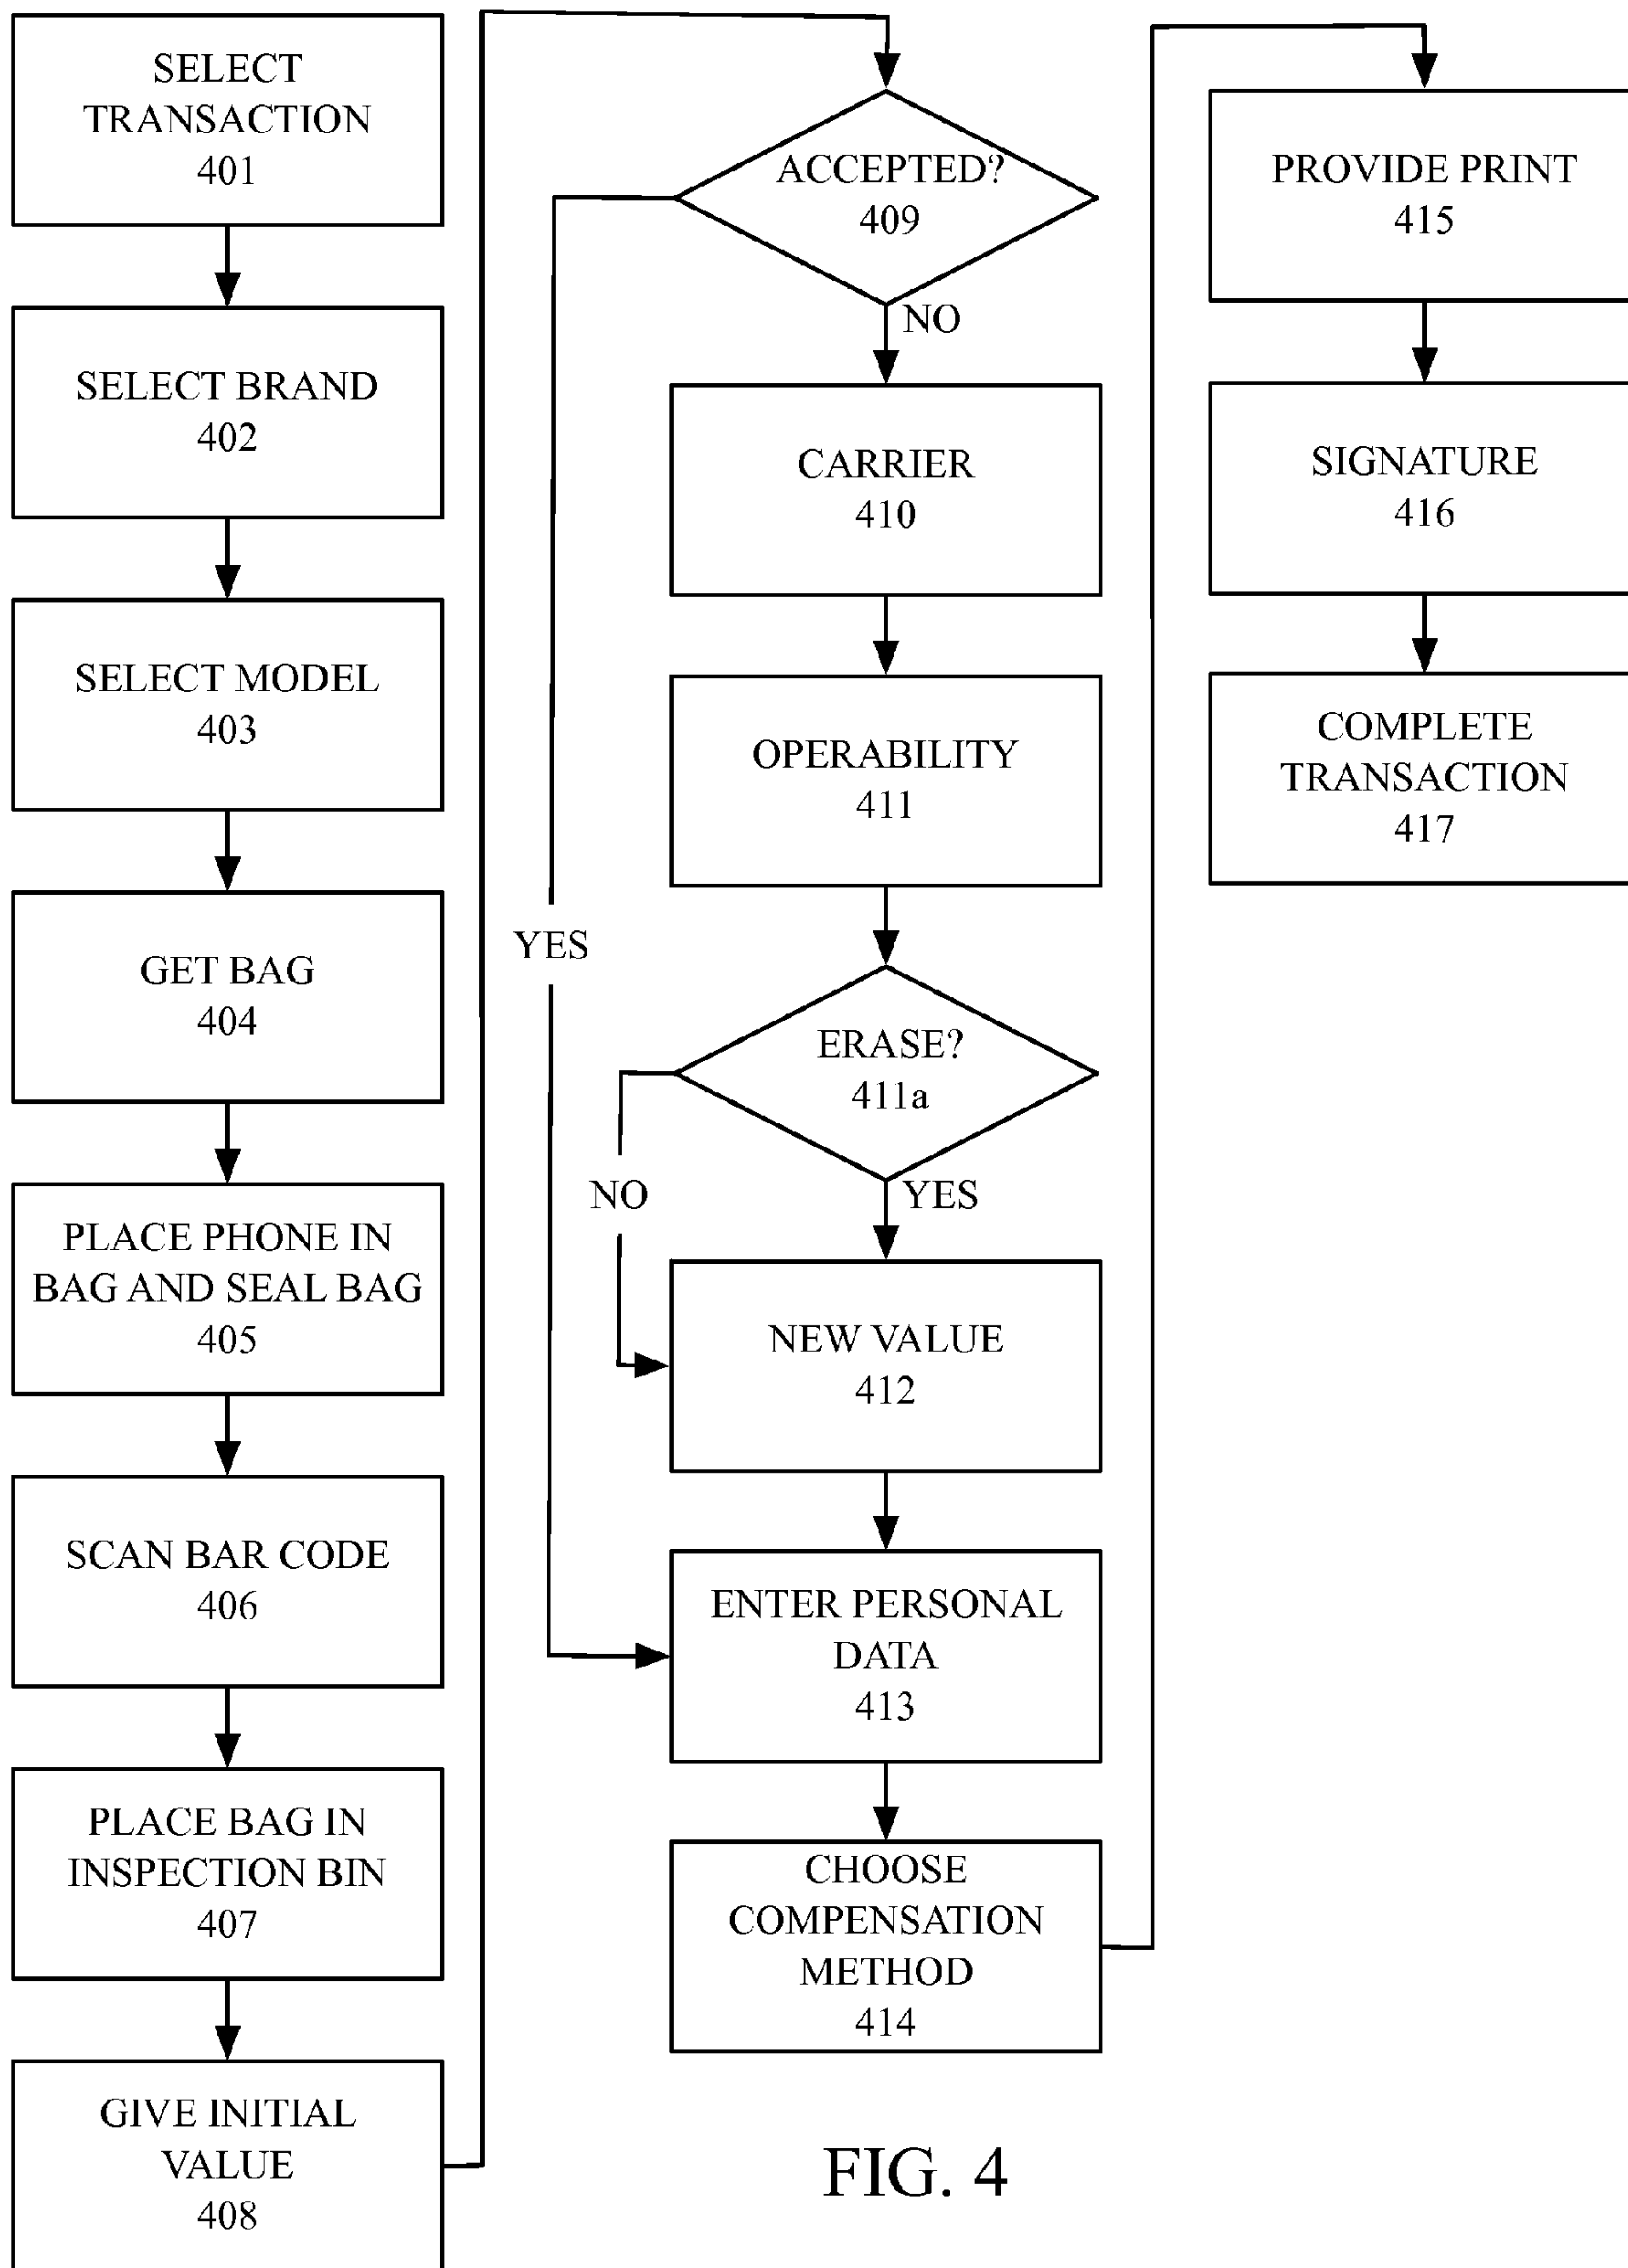 SELECT
TRANSACTION
401
SELECT BRAND
402
SELECT MODEL
403
GET BAG
404
PLACE PHONE IN
BAG AND SEAL BAG
405
SCAN BAR CODE
406
PLACE BAG IN
INSPECTION BIN
407
GIVE INITIAL
VALUE
408
ACCEPTED?
409
NO
YES
CARRIER
410
OPERABILITY
411
ERASE?
411a
NO
YES
NEW VALUE
412
ENTER PERSONAL
DATA
413
CHOOSE
COMPENSATION
METHOD
414
PROVIDE PRINT
415
SIGNATURE
416
COMPLETE
TRANSACTION
417
FIG. 4